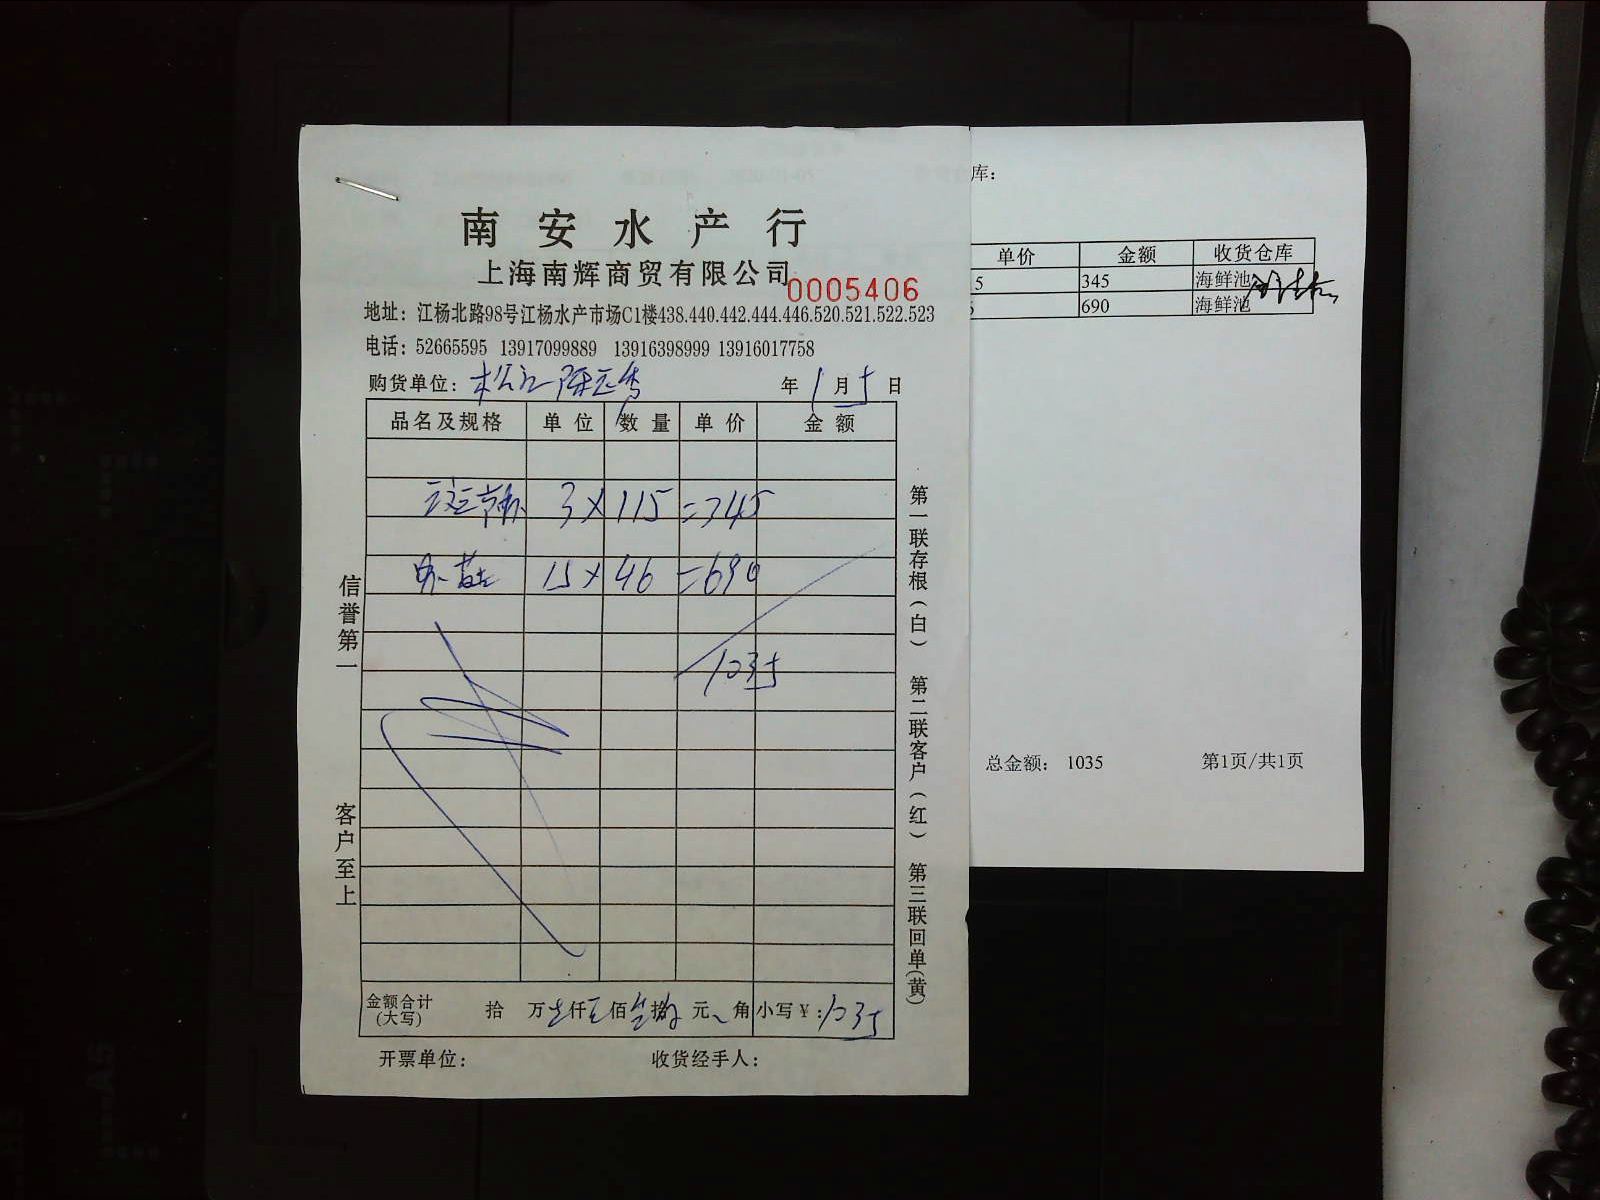 南安水产行
上海南辉商贸有限公司
0005406
地址：江杨北路98号江杨水产市场C1楼438.440.442.444.446.520.521.522.523
电话：52665595 13917099889 13916398999 13916017758
购货单位：松江 年1月5日
品名及规格 单位 数量 单价 金额
3×115=345
15×46=690
1035
金额合计(大写) 拾 万 仟 佰 拾 元 角 小写¥：1035
开票单位： 收货经手人：
信誉第一
客户至上
第一联存根(白) 第二联客户(红) 第三联回单(黄)
库：
单价 金额 收货仓库
5 345 海鲜池
690 海鲜池
总金额： 1035 第1页/共1页